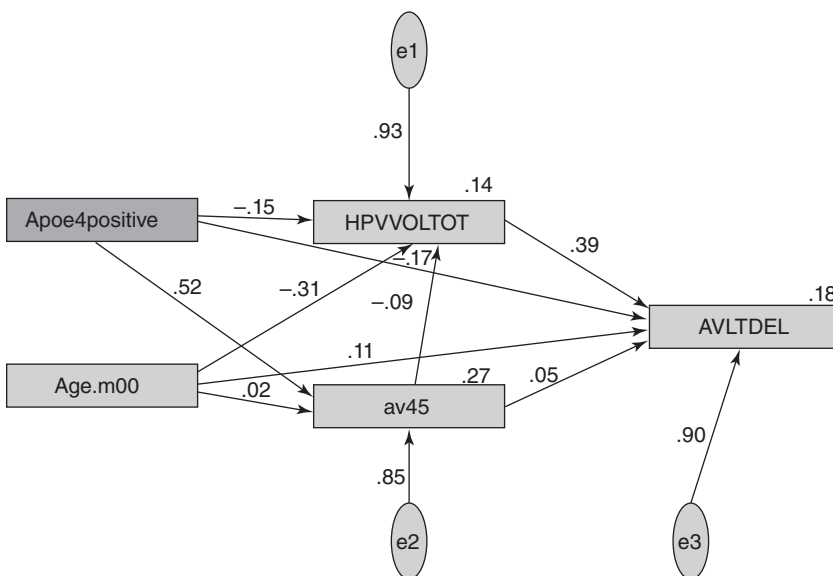 e1
.93
.14
Apoe4positive
–.15
HPVVOLTOT
.39
–.17
.52
–.31
–.09
.18
AVLTDEL
.11
Age.m00
.02
.27
.05
av45
.85
.90
e2
e3